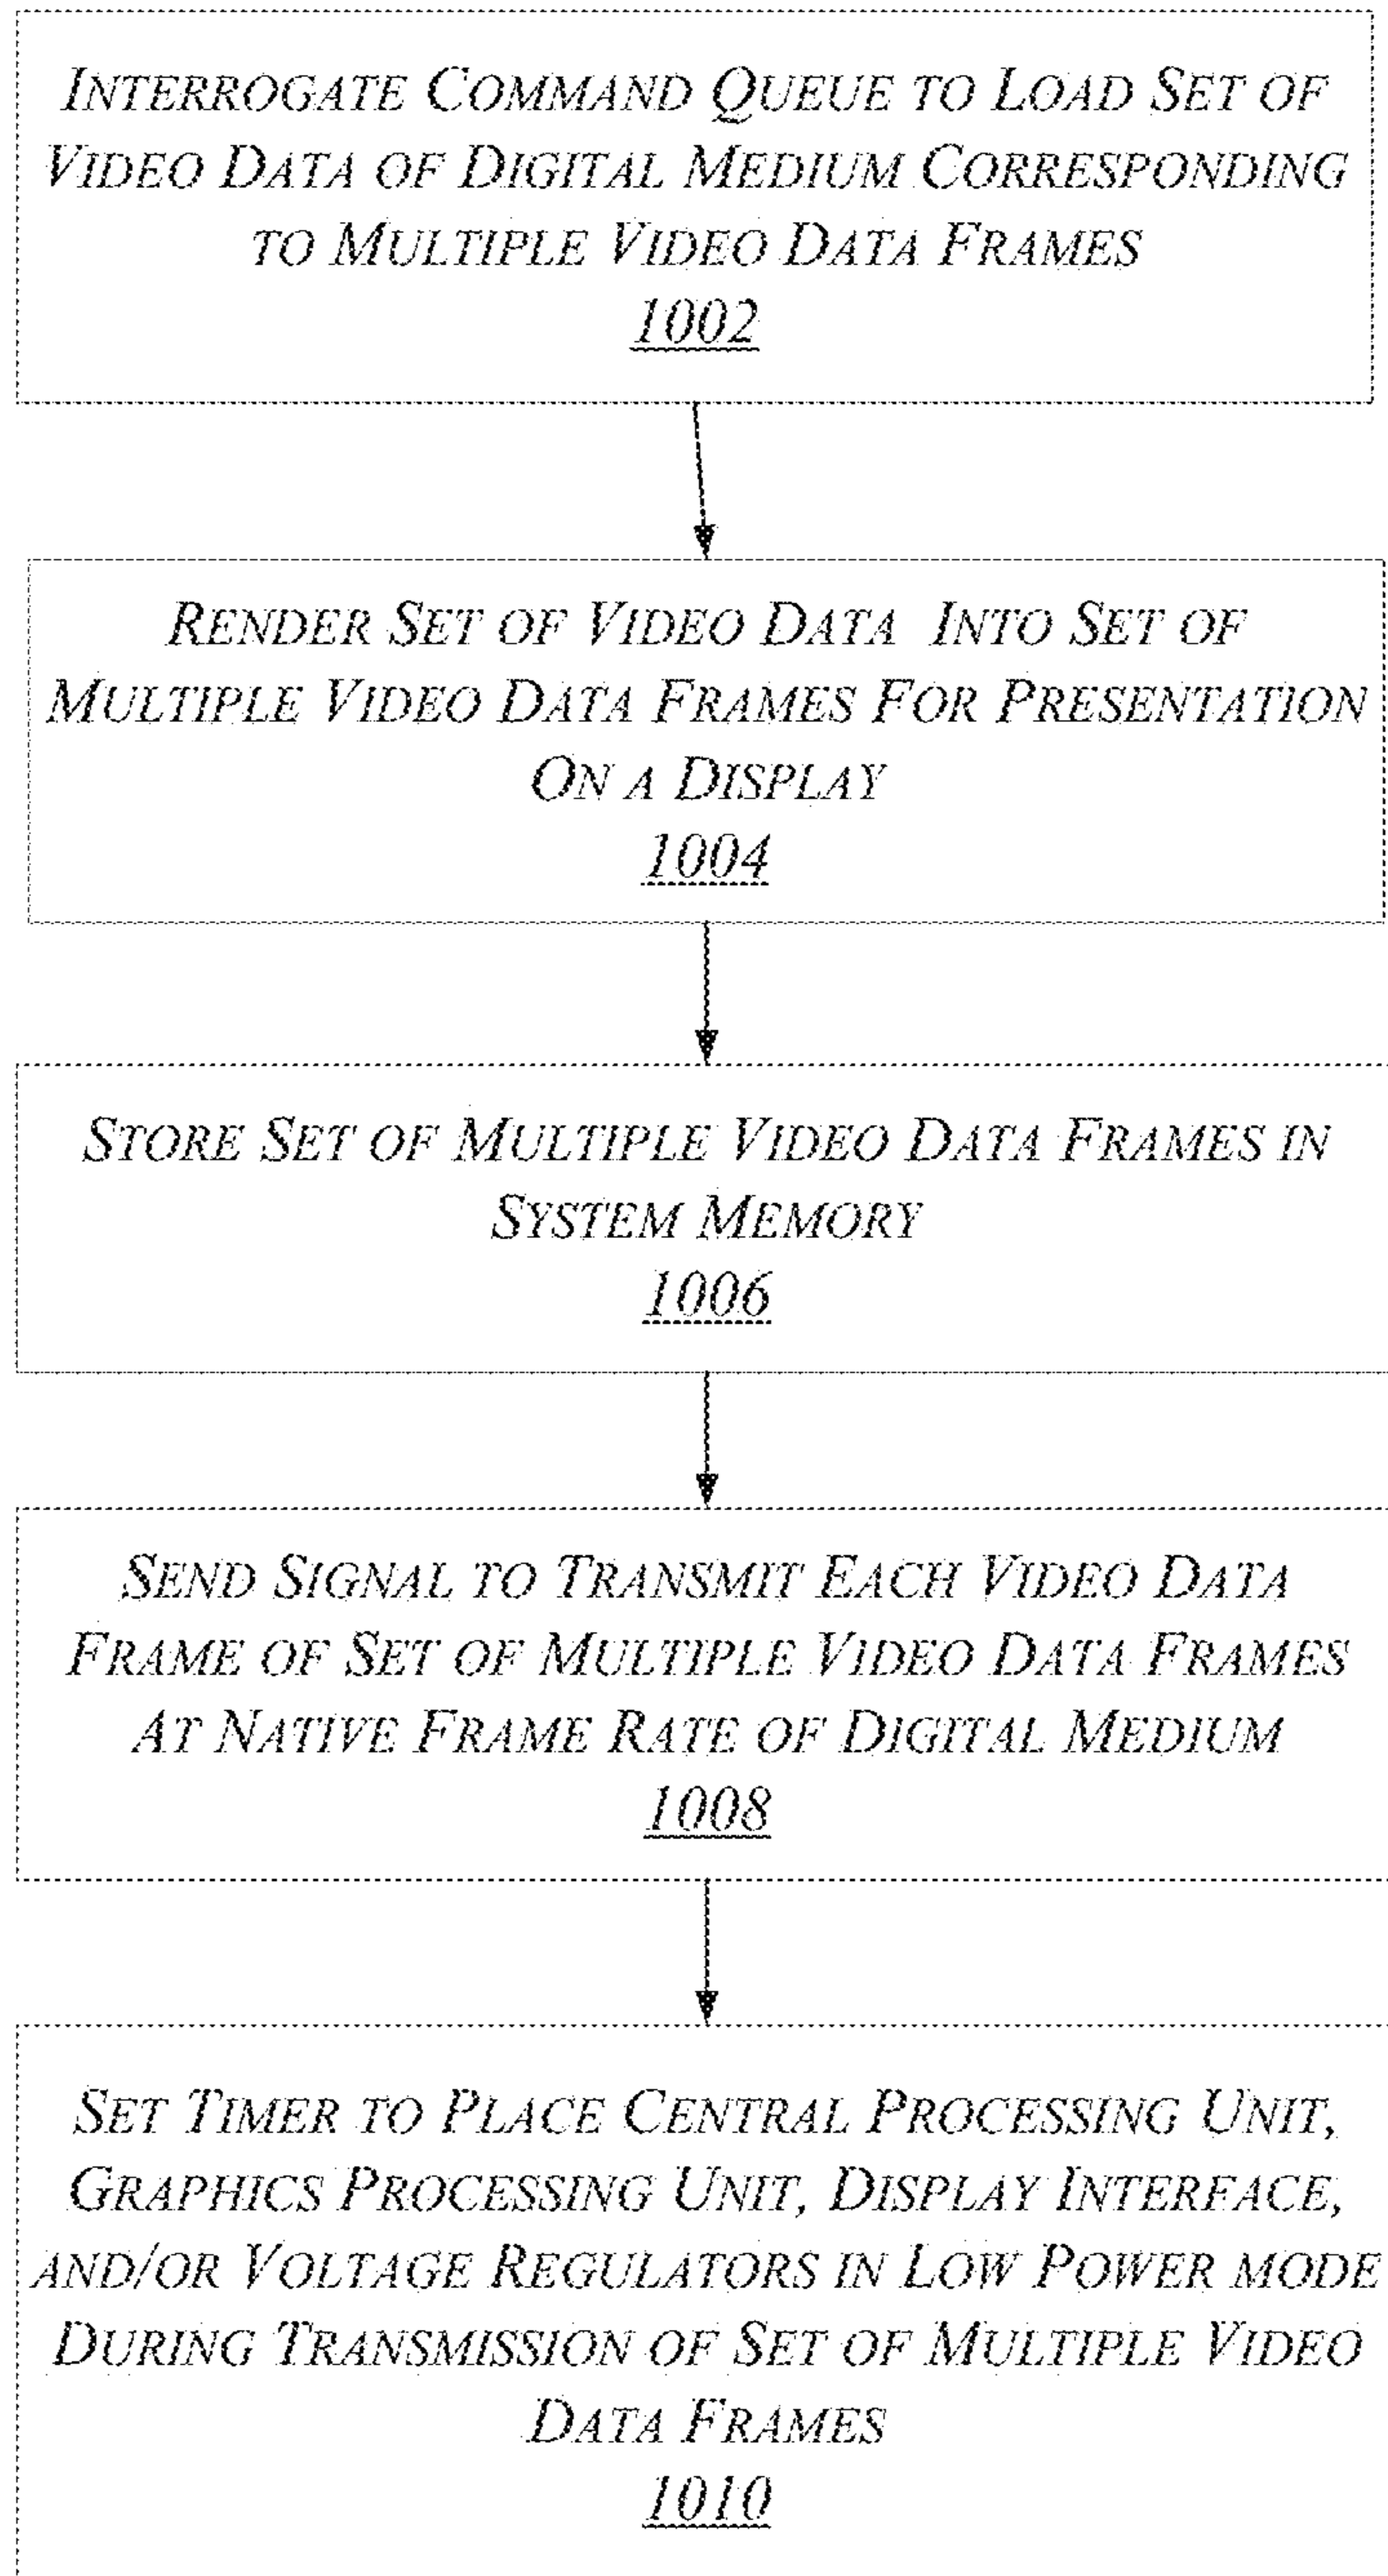 INTERROGATE COMMAND QUEUE TO LOAD SET OF
VIDEO DATA OF DIGITAL MEDIUM CORRESPONDING
TO MULTIPLE VIDEO DATA FRAMES
1002
RENDER SET OF VIDEO DATA INTO SET OF
MULTIPLE VIDEO DATA FRAMES FOR PRESENTATION
ON A DISPLAY
1004
STORE SET OF MULTIPLE VIDEO DATA FRAMES IN
SYSTEM MEMORY
1006
SEND SIGNAL TO TRANSMIT EACH VIDEO DATA
FRAME OF SET OF MULTIPLE VIDEO DATA FRAMES
AT NATIVE FRAME RATE OF DIGITAL MEDIUM
1008
SET TIMER TO PLACE CENTRAL PROCESSING UNIT,
GRAPHICS PROCESSING UNIT, DISPLAY INTERFACE,
AND/OR VOLTAGE REGULATORS IN LOW POWER MODE
DURING TRANSMISSION OF SET OF MULTIPLE VIDEO
DATA FRAMES
1010